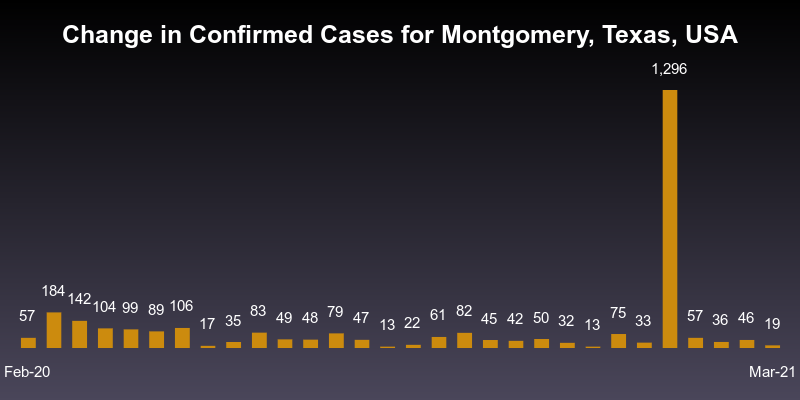 Change in Confirmed Cases for Montgomery, Texas, USA
1,296
57 184 142 104 99 89 106 17 35 83 49 48 79 47 13 22 61 82 45 42 50 32 13 75 33 57 36 46 19
Feb-20 Mar-21